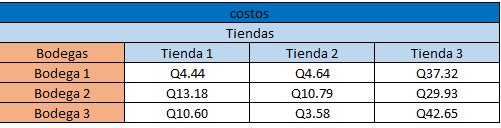 costos
Tiendas
Bodegas Tienda 1 Tienda 2 Tienda 3
Bodega 1 Q4.44 Q4.64 Q37.32
Bodega 2 Q13.18 Q10.79 Q29.93
Bodega 3 Q10.60 Q3.58 Q42.65